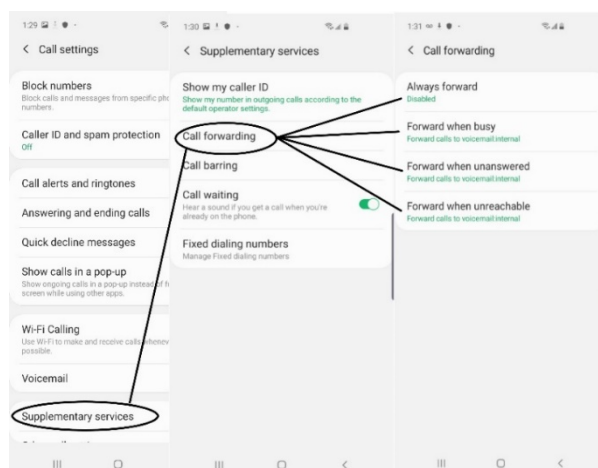 1:29
Call settings
Block numbers
Block calls and messages from specific pho
numbers.
Caller ID and spam protection
Off
Call alerts and ringtones
Answering and ending calls
Quick decline messages
Show calls in a pop-up
Show ongoing calls in a pop-up instead of
screen while using other apps.
Wi-Fi Calling
Use Wi-Fi to make and receive calls whenev
possible.
Voicemail
Supplementary services
1:30
Supplementary services
Show my caller ID
Show my number in outgoing calls according to the
default operator settings.
Call forwarding
Call barring
Call waiting
Hear a sound if you get a call when you're
already on the phone.
Fixed dialing numbers
Manage Fixed dialing numbers
1:31
Call forwarding
Always forward
Disabled
Forward when busy
Forward calls to voicemail.internal
Forward when unanswered
Forward calls to voicemail.internal
Forward when unreachable
Forward calls to voicemail.internal